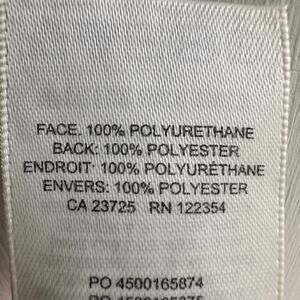 FACE. 100% POLYURETHANE
BACK: 100% POLYESTER
ENDROIT: 100% POLYURÉTHANE
ENVERS: 100% POLYESTER
CA 23725 RN 122354
PO 4500165874